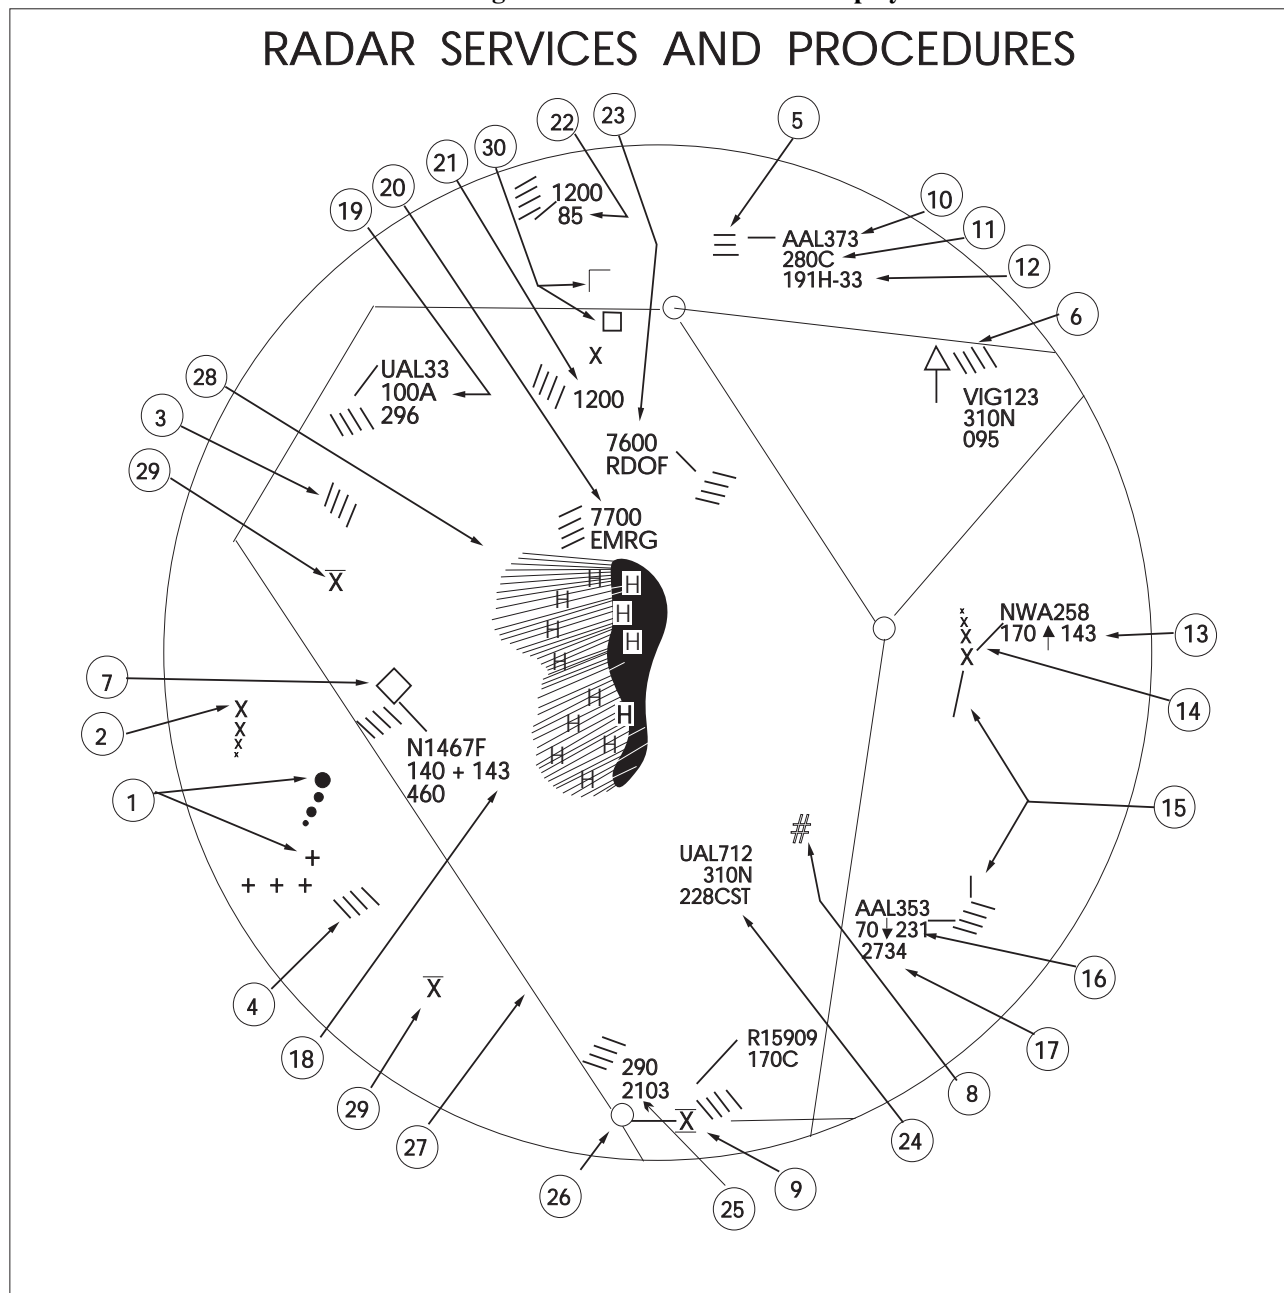 RADAR SERVICES AND PROCEDURES
23
22
5
30
21
20
1200
85
19
10
AAL373
280C
191H-33
11
12
6
28
UAL33
100A
296
X
1200
VIG123
310N
095
3
7600
RDOF
29
7700
EMRG
X
H H
H H
H H
H
H
H H
H H
H
NWA258
170 143
13
x
x
X
X
14
7
2
X
X
x
x
N1467F
140 + 143
460
1
+
+ + +
15
#
UAL712
310N
228CST
AAL353
70 231
2734
16
4
X
18
R15909
170C
17
290
2103
29
27
X
8
24
26
25
9